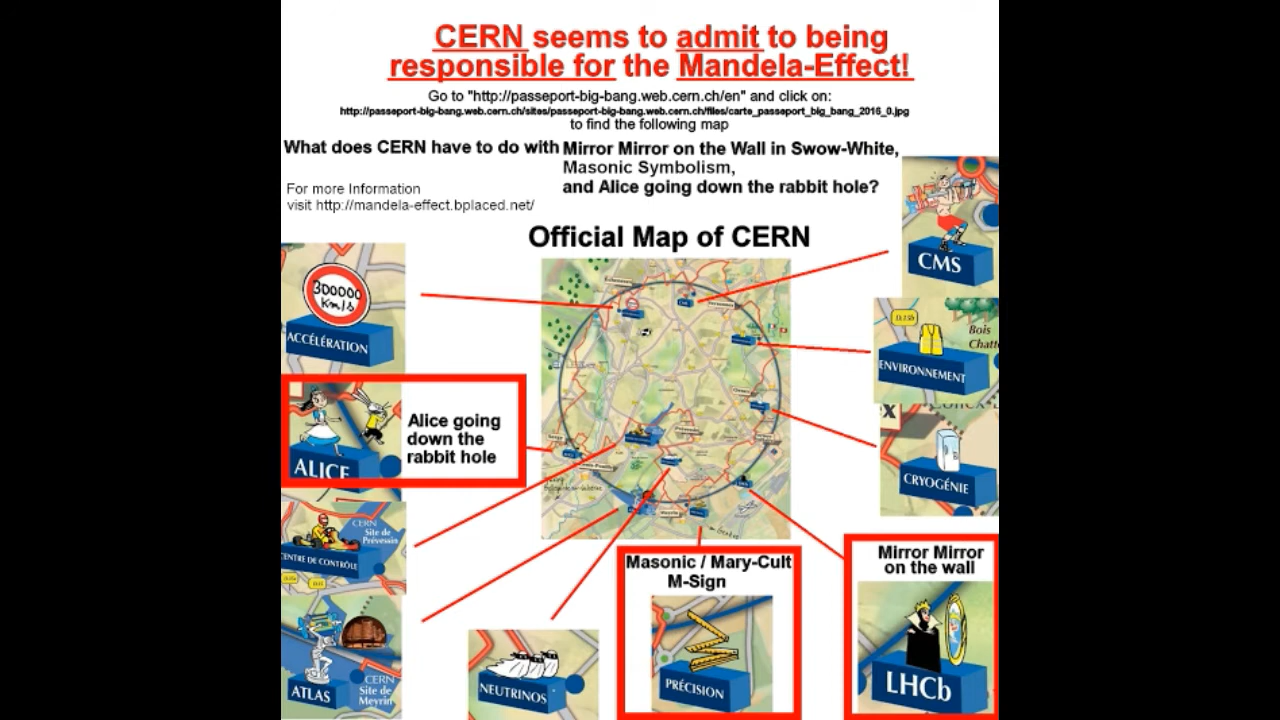 CERN seems to admit to being
responsible for the Mandela-Effect!
Go to "http://passeport-big-bang.web.cern.ch/en" and click on:
http://passeport-big-bang.web.cern.ch/sites/passeport-big-bang.web.cern.ch/files/carte_passeport_big_bang_2016_0.jpg
to find the following map
What does CERN have to do with Mirror Mirror on the Wall in Swow-White,
Masonic Symbolism,
and Alice going down the rabbit hole?
For more Information
visit http://mandela-effect.bplaced.net/
Official Map of CERN
CMS
300000
Km/s
ACCÉLÉRATION
Bois
ENVIRONNEMENT
Alice going
down the
rabbit hole
ALICE
CRYOGÉNIE
CERN
Site de
Prévessin
CENTRE DE CONTRÔLE
CERN
Site de
Meyrin
ATLAS
NEUTRINOS
Masonic / Mary-Cult
M-Sign
PRÉCISION
Mirror Mirror
on the wall
LHCb